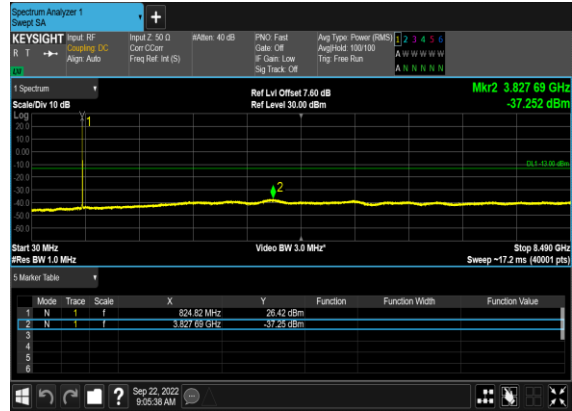 Spectrum Analyzer 1
Swept SA
+
KEYSIGHT Input: RF Input Z: 50 Ω #Atten: 40 dB PNO: Fast Avg Type: Power (RMS) 1 2 3 4 5 6
R T Coupling: DC Corr CCorr Gate: Off Avg|Hold: 100/100 A W W W W W
Align: Auto Freq Ref: Int (S) IF Gain: Low Trig: Free Run
Sig Track: Off A N N N N N
1 Spectrum Ref Lvl Offset 7.60 dB Mkr2 3.827 69 GHz
Scale/Div 10 dB Ref Level 30.00 dBm -37.252 dBm
Log
20.0
10.0
0.00
-10.0
-20.0
-30.0
-40.0
-50.0
-60.0
1
DL1 -13.00 dBm
2
Start 30 MHz Video BW 3.0 MHz* Stop 8.490 GHz
#Res BW 1.0 MHz Sweep ~17.2 ms (40001 pts)
5 Marker Table
Mode Trace Scale X Y Function Function Width Function Value
1 N 1 f 824.82 MHz 26.42 dBm
2 N 1 f 3.827 69 GHz -37.25 dBm
3
4
5
6
? Sep 22, 2022
9:05:38 AM